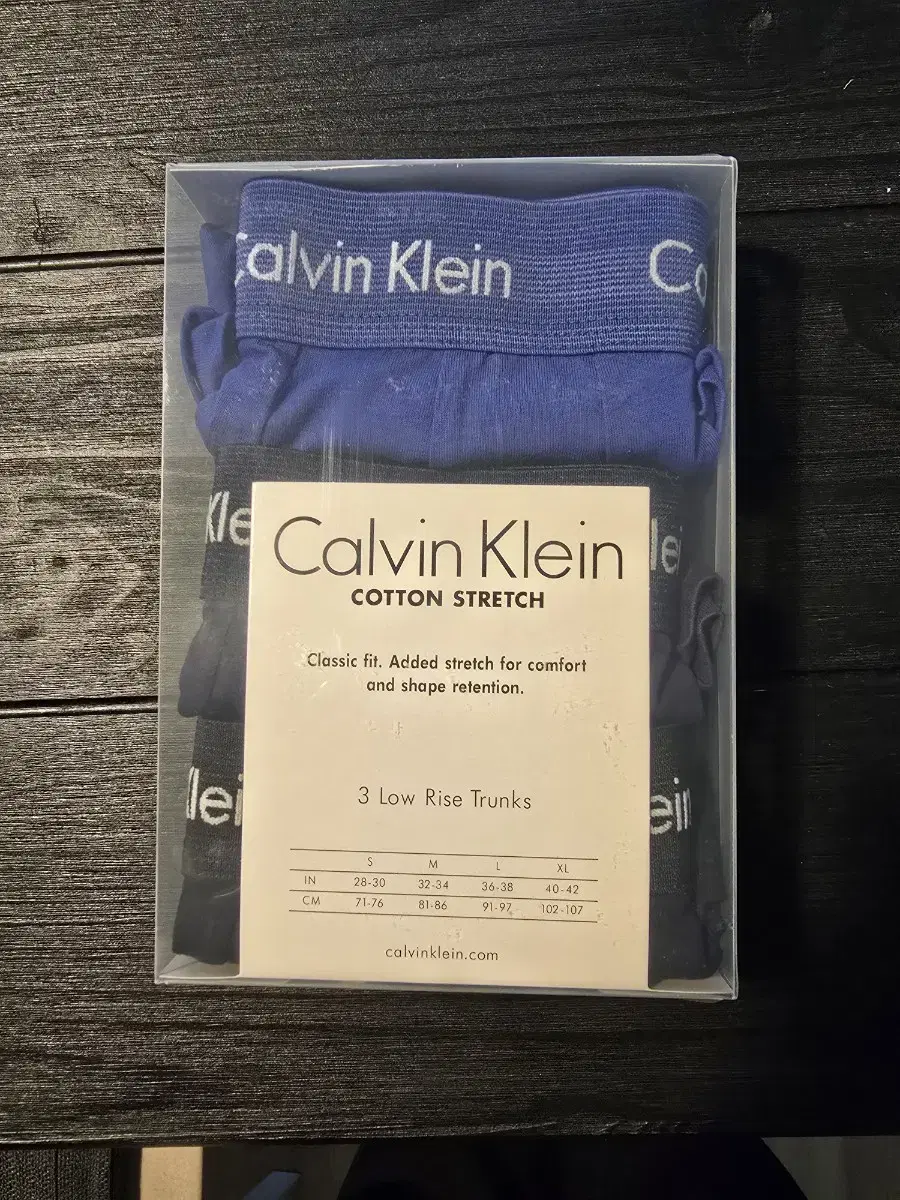 Calvin Klein
Calvin Klein
COTTON STRETCH
Classic fit. Added stretch for comfort
and shape retention.
3 Low Rise Trunks
S M L XL
IN 28-30 32-34 36-38 40-42
CM 71-76 81-86 91-97 102-107
calvinklein.com